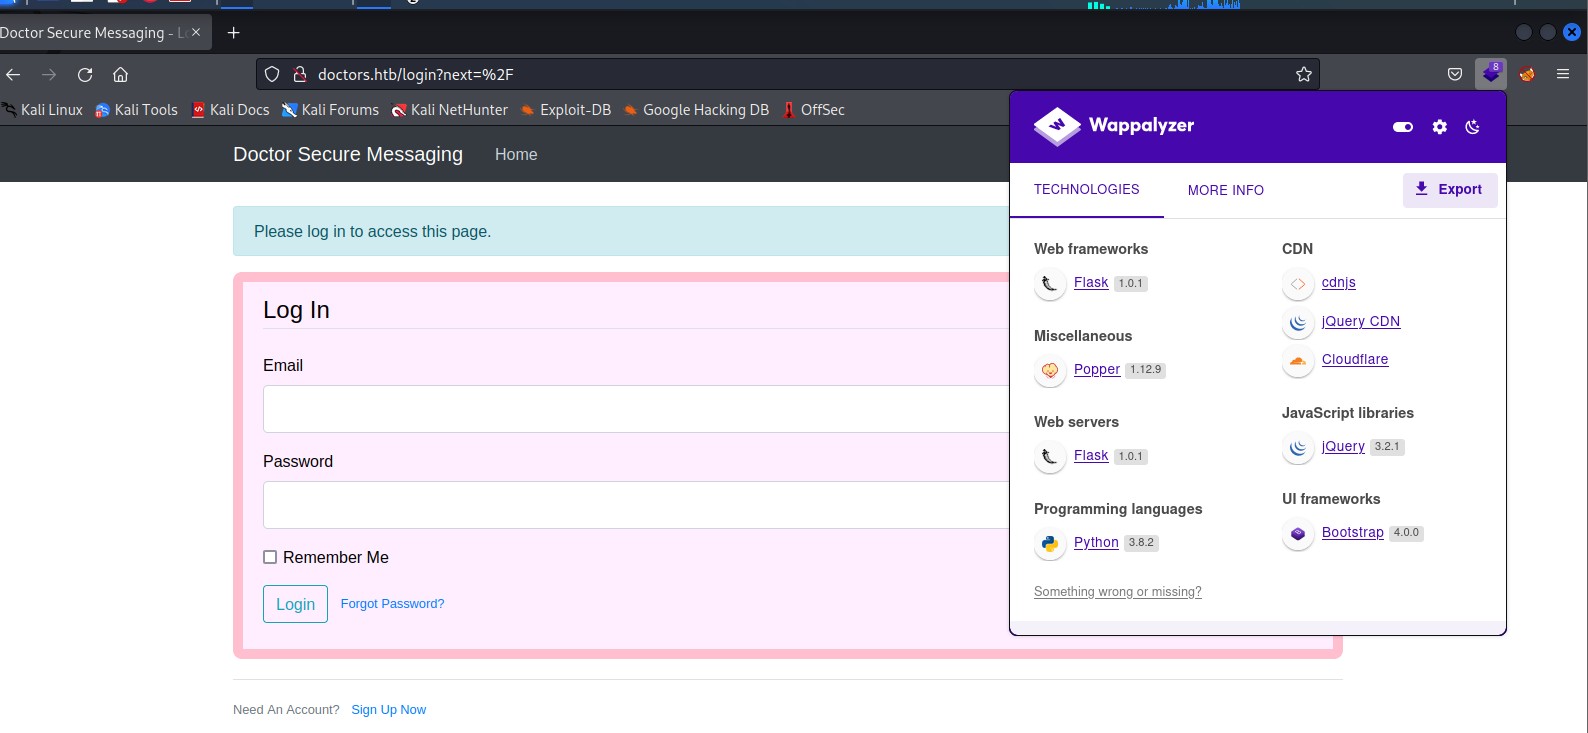 Doctor Secure Messaging - Lo
doctors.htb/login?next=%2F
8
Kali Linux Kali Tools Kali Docs Kali Forums Kali NetHunter Exploit-DB Google Hacking DB OffSec
Doctor Secure Messaging Home
Please log in to access this page.
Log In
Email
Password
Remember Me
Login Forgot Password?
Need An Account? Sign Up Now
Wappalyzer
TECHNOLOGIES MORE INFO Export
Web frameworks
Flask 1.0.1
Miscellaneous
Popper 1.12.9
Web servers
Flask 1.0.1
Programming languages
Python 3.8.2
CDN
cdnjs
jQuery CDN
Cloudflare
JavaScript libraries
jQuery 3.2.1
UI frameworks
Bootstrap 4.0.0
Something wrong or missing?